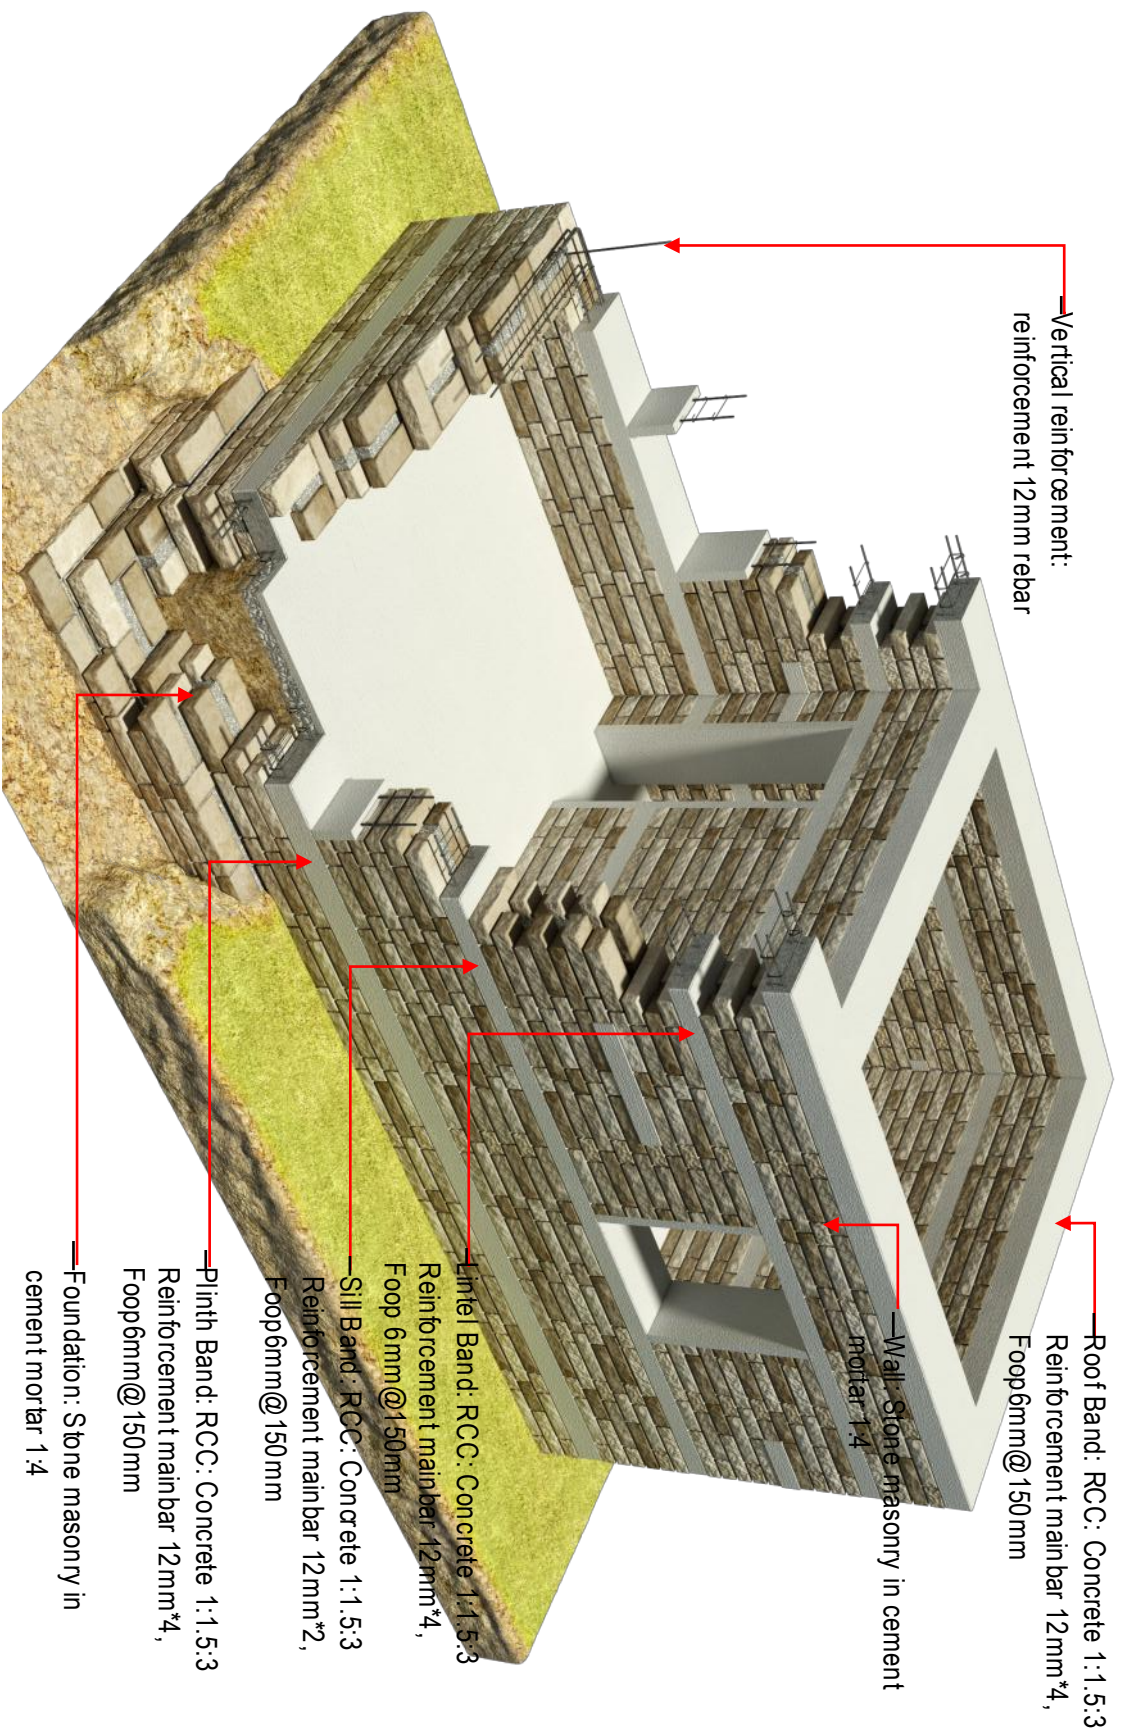 Vertical reinforcement:
reinforcement 12mm rebar
Roof Band: RCC: Concrete 1:1.5:3
Reinforcement mainbar 12mm*4,
Foop6mm@150mm
Wall: Stone masonry in cement
mortar 1:4
Lintel Band: RCC: Concrete 1:1.5:3
Reinforcement mainbar 12mm*4,
Foop 6mm@150mm
Sill Band: RCC: Concrete 1:1.5:3
Reinforcement mainbar 12mm*2,
Foop6mm@150mm
Plinth Band: RCC: Concrete 1:1.5:3
Reinforcement mainbar 12mm*4,
Foop6mm@150mm
Foundation: Stone masonry in
cement mortar 1:4